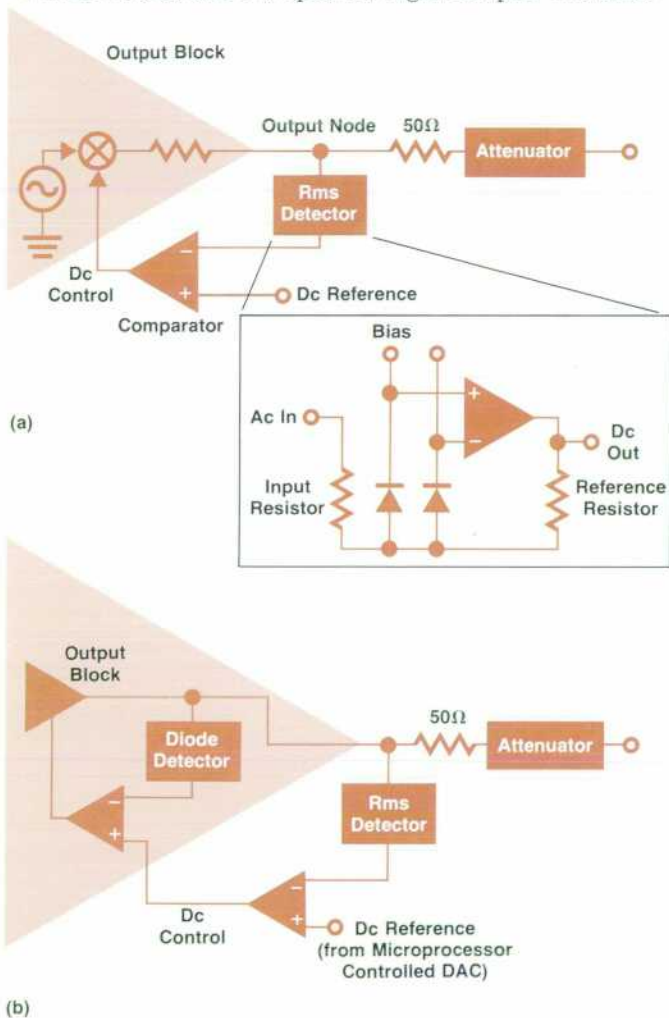 Output Block
Output Node
50Ω
Attenuator
Rms
Detector
Dc
Control
−
+
Dc Reference
Comparator
Bias
(a)
Ac In
+
−
Dc
Out
Input
Resistor
Reference
Resistor
Output
Block
50Ω
Attenuator
Diode
Detector
−
+
Rms
Detector
Dc
Control
−
+
Dc Reference
(from Microprocessor
Controlled DAC)
(b)